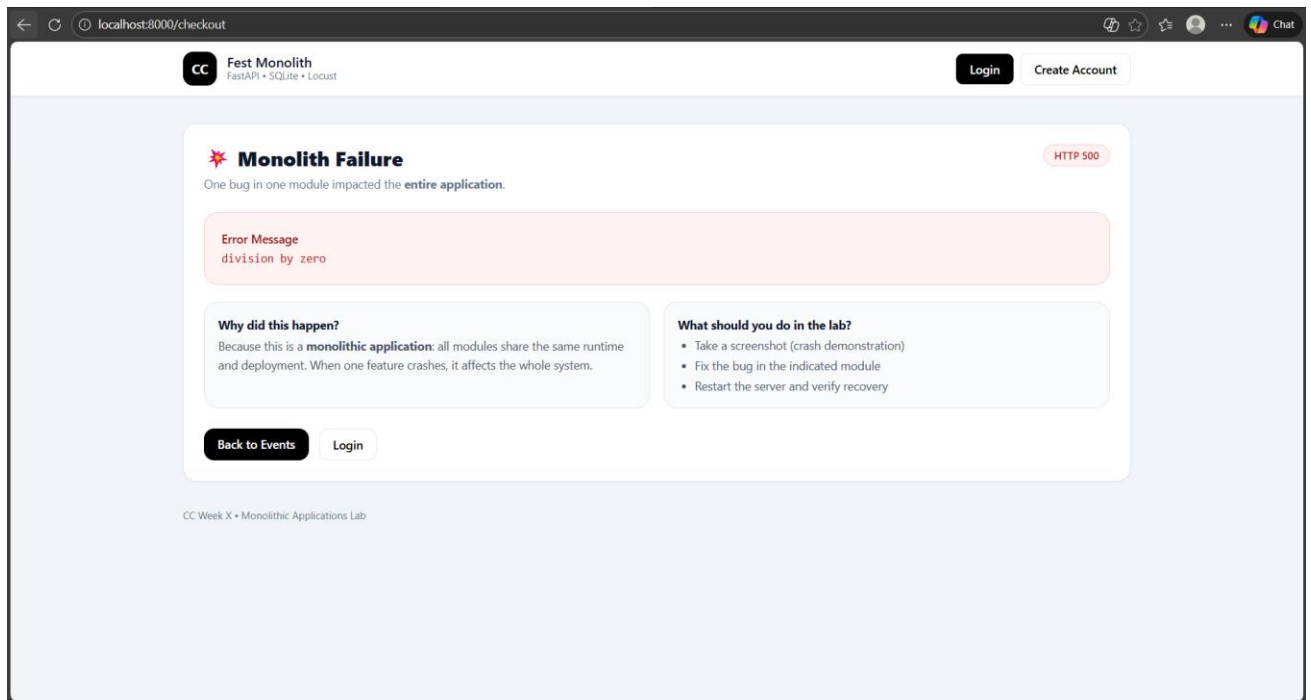 localhost:8000/checkout
Chat
CC
Fest Monolith
FastAPI • SQLite • Locust
Login
Create Account
Monolith Failure
HTTP 500
One bug in one module impacted the entire application.
Error Message
division by zero
Why did this happen?
Because this is a monolithic application: all modules share the same runtime
and deployment. When one feature crashes, it affects the whole system.
What should you do in the lab?
• Take a screenshot (crash demonstration)
• Fix the bug in the indicated module
• Restart the server and verify recovery
Back to Events
Login
CC Week X • Monolithic Applications Lab